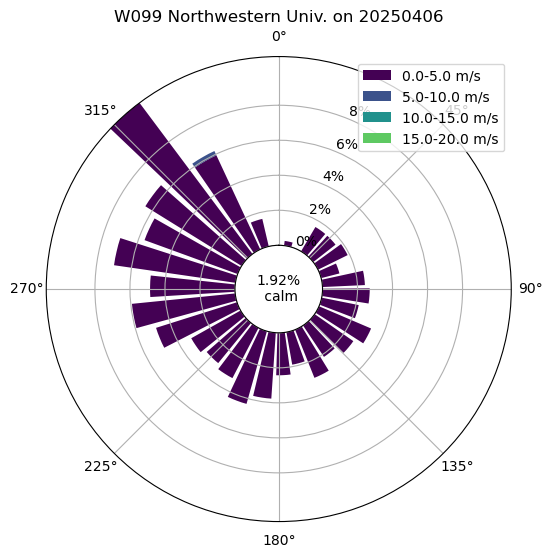 W099 Northwestern Univ. on 20250406
0°
0.0-5.0 m/s
5.0-10.0 m/s
10.0-15.0 m/s
15.0-20.0 m/s
315°
45°
8%
6%
4%
2%
0%
1.92%
calm
270°
90°
225°
135°
180°